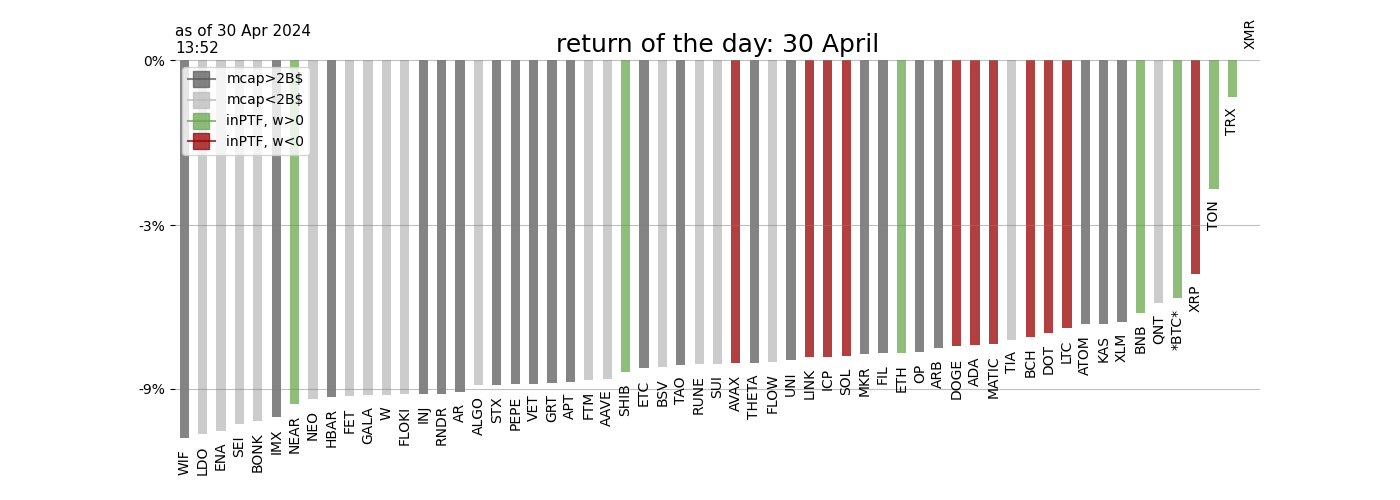 as of 30 Apr 2024
13:52
return of the day: 30 April
XMR
0%
-3%
-9%
mcap>2B$
mcap<2B$
inPTF, w>0
inPTF, w<0
WIF
LDO
ENA
SEI
BONK
IMX
NEAR
NEO
HBAR
FET
GALA
W
FLOKI
INJ
RNDR
AR
ALGO
STX
PEPE
VET
GRT
APT
FTM
AAVE
SHIB
ETC
BSV
TAO
RUNE
SUI
AVAX
THETA
FLOW
UNI
LINK
ICP
SOL
MKR
FIL
ETH
OP
ARB
DOGE
ADA
MATIC
TIA
BCH
DOT
LTC
ATOM
KAS
XLM
BNB
QNT
*BTC*
XRP
TON
TRX